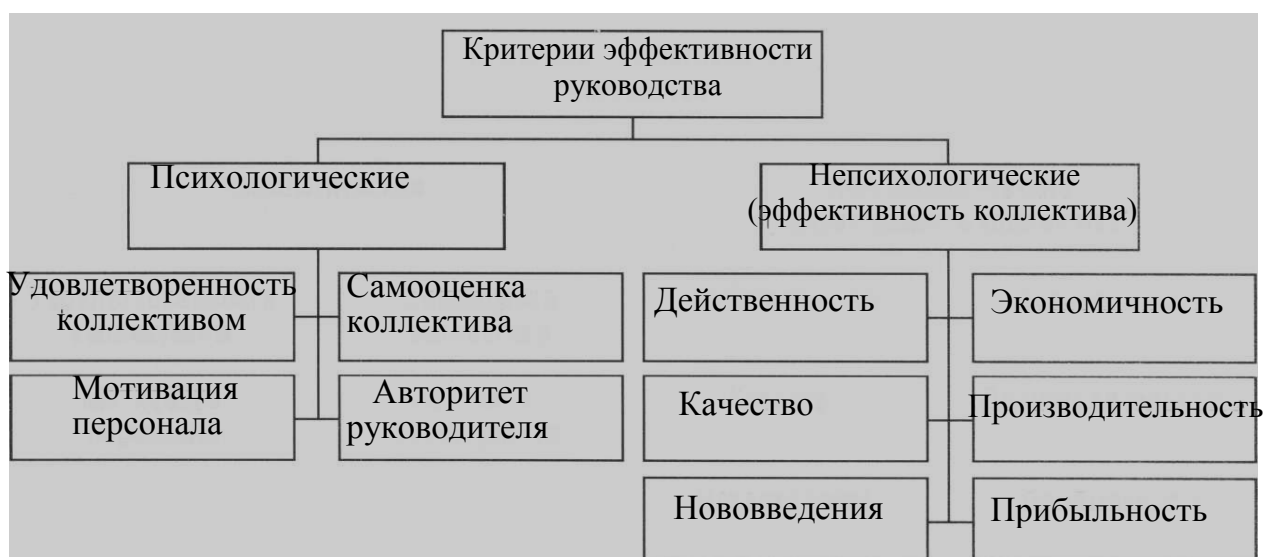 Критерии эффективности
руководства
Психологические
Непсихологические
(эффективность коллектива)
Удовлетворенность
коллективом
Самооценка
коллектива
Действенность
Экономичность
Мотивация
персонала
Авторитет
руководителя
Качество
Производительность
Нововведения
Прибыльность